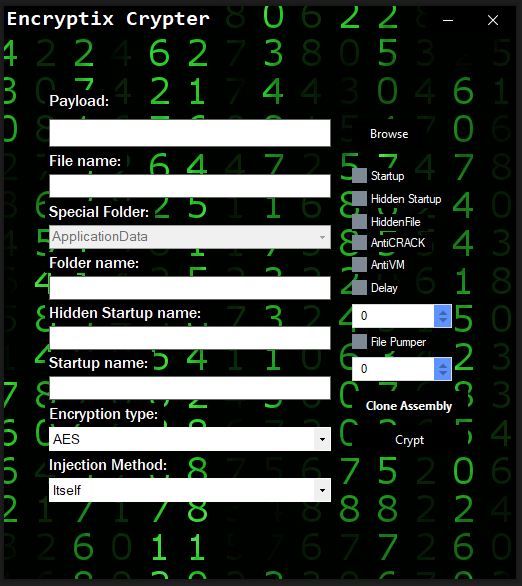 Encryptix Crypter
Payload:
Browse
File name:
Startup
Hidden Startup
Special Folder:
HiddenFile
ApplicationData
AntiCRACK
Folder name:
AntiVM
Delay
Hidden Startup name:
0
File Pumper
Startup name:
0
Clone Assembly
Encryption type:
AES
Crypt
Injection Method:
Itself